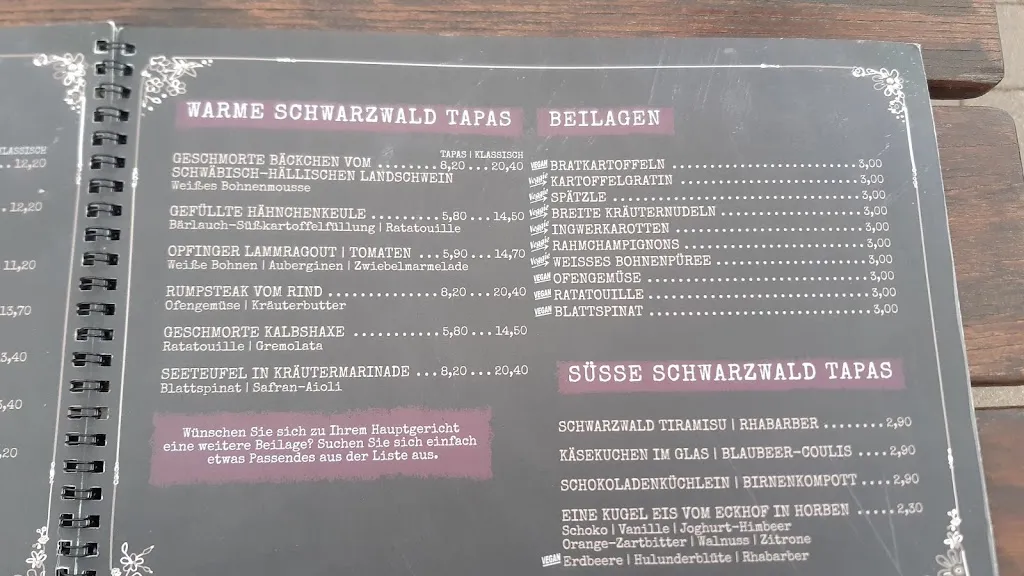 KLASSISCH
12,20
12,20
11,20
13,70
3,40
5,40
,20
WARME SCHWARZWALD TAPAS
TAPAS | KLASSISCH
GESCHMORTE BÄCKCHEN VOM ....... 8,20 ... 20,40
SCHWÄBISCH-HÄLLISCHEN LANDSCHWEIN
Weißes Bohnenmousse
GEFÜLLTE HÄHNCHENKEULE ......... 5,80 ... 14,50
Bärlauch-Süßkartoffelfüllung | Ratatouille
OPFINGER LAMMRAGOUT | TOMATEN ... 5,90 ... 14,70
Weiße Bohnen | Auberginen | Zwiebelmarmelade
RUMPSTEAK VOM RIND ............ 8,20 ... 20,40
Ofengemüse | Kräuterbutter
GESCHMORTE KALBSHAXE ........... 5,80 ... 14,50
Ratatouille | Gremolata
SEETEUFEL IN KRÄUTERMARINADE ... 8,20 ... 20,40
Blattspinat | Safran-Aioli
Wünschen Sie sich zu Ihrem Hauptgericht
eine weitere Beilage? Suchen Sie sich einfach
etwas Passendes aus der Liste aus.
BEILAGEN
VEGAN BRATKARTOFFELN .......................... 3,00
KARTOFFELGRATIN ........................ 3,00
SPÄTZLE ................................. 3,00
BREITE KRÄUTERNUDELN .................... 3,00
INGWERKAROTTEN .......................... 3,00
RAHMCHAMPIGNONS ......................... 3,00
WEISSES BOHNENPÜREE ..................... 3,00
VEGAN OFENGEMÜSE ............................. 3,00
VEGAN RATATOUILLE ............................ 3,00
VEGAN BLATTSPINAT ............................ 3,00
SÜSSE SCHWARZWALD TAPAS
SCHWARZWALD TIRAMISU | RHABARBER ........ 2,90
KÄSEKUCHEN IM GLAS | BLAUBEER-COULIS .... 2,90
SCHOKOLADENKÜCHLEIN | BIRNENKOMPOTT .... 2,90
EINE KUGEL EIS VOM ECKHOF IN HORBEN ..... 2,30
Schoko | Vanille | Joghurt-Himbeer
Orange-Zartbitter | Walnuss | Zitrone
VEGAN Erdbeere | Hulunderblüte | Rhabarber